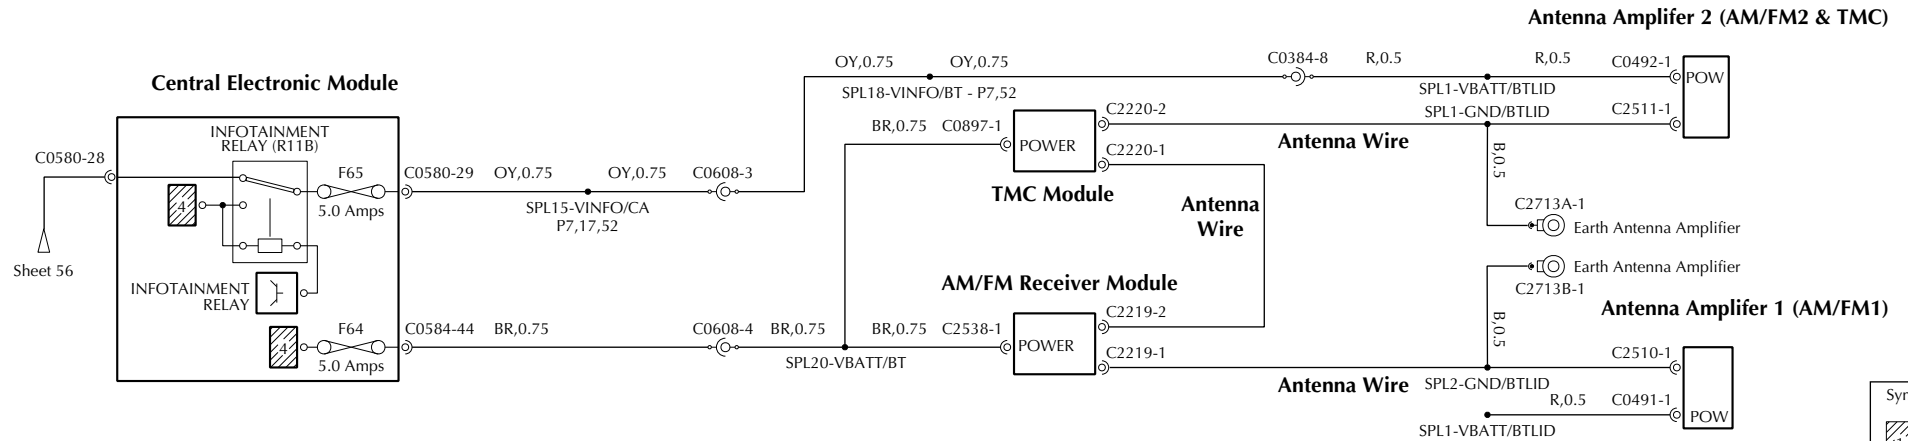 Antenna Amplifer 2 (AM/FM2 & TMC)
OY,0.75 OY,0.75 C0384-8 R,0.5 R,0.5 C0492-1
POW
Central Electronic Module
SPL18-VINFO/BT - P7,52 SPL1-VBATT/BTLID
C2220-2 SPL1-GND/BTLID C2511-1
INFOTAINMENT
RELAY (R11B)
BR,0.75 C0897-1
POWER
Antenna Wire
C0580-28
F65 C0580-29 OY,0.75 OY,0.75 C0608-3
C2220-1
B,0.5
TMC Module
4
5.0 Amps
SPL15-VINFO/CA
P7,17,52
Antenna
Wire
C2713A-1
Earth Antenna Amplifier
Sheet 56
Earth Antenna Amplifier
INFOTAINMENT
RELAY
AM/FM Receiver Module
C2713B-1
Antenna Amplifer 1 (AM/FM1)
C2219-2
B,0.5
F64 C0584-44 BR,0.75 C0608-4 BR,0.75 BR,0.75 C2538-1
4
POWER
C2219-1 C2510-1
5.0 Amps
SPL20-VBATT/BT
Antenna Wire SPL2-GND/BTLID
R,0.5 C0491-1
POW
SPL1-VBATT/BTLID
Syn